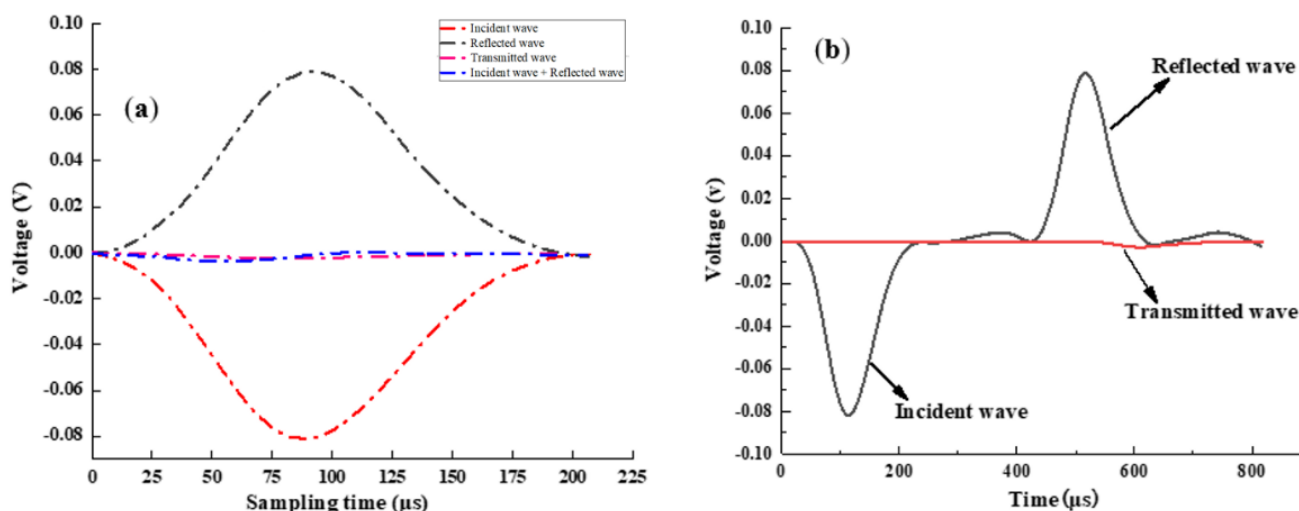 (a)
Incident wave
Reflected wave
Transmitted wave
Incident wave + Reflected wave
0.10
0.08
0.06
0.04
0.02
0.00
-0.02
-0.04
-0.06
-0.08
Voltage (V)
0 25 50 75 100 125 150 175 200 225
Sampling time (μs)
(b)
Reflected wave
Transmitted wave
Incident wave
0.10
0.08
0.06
0.04
0.02
0.00
-0.02
-0.04
-0.06
-0.08
-0.10
Voltage (v)
0 200 400 600 800
Time (μs)